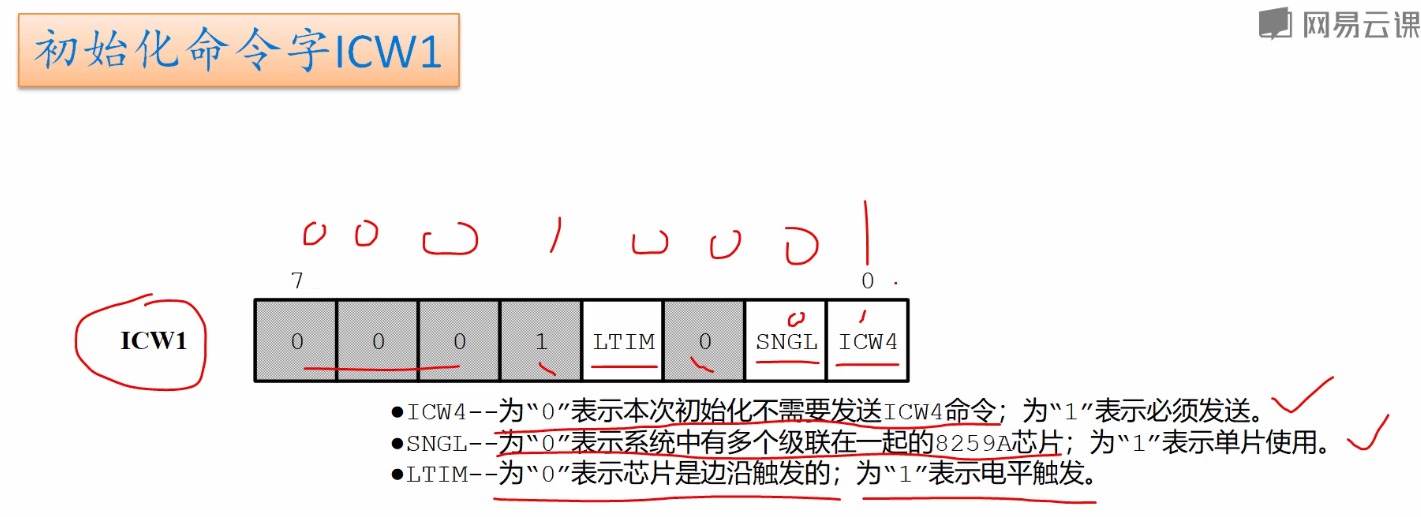 网易云课
初始化命令字ICW1
0 0 0 1 0 0 0 1
7 0
0 1
ICW1 0 0 0 1 LTIM 0 SNGL ICW4
●ICW4--为“0”表示本次初始化不需要发送ICW4命令；为“1”表示必须发送。
●SNGL--为“0”表示系统中有多个级联在一起的8259A芯片；为“1”表示单片使用。
●LTIM--为“0”表示芯片是边沿触发的；为“1”表示电平触发。